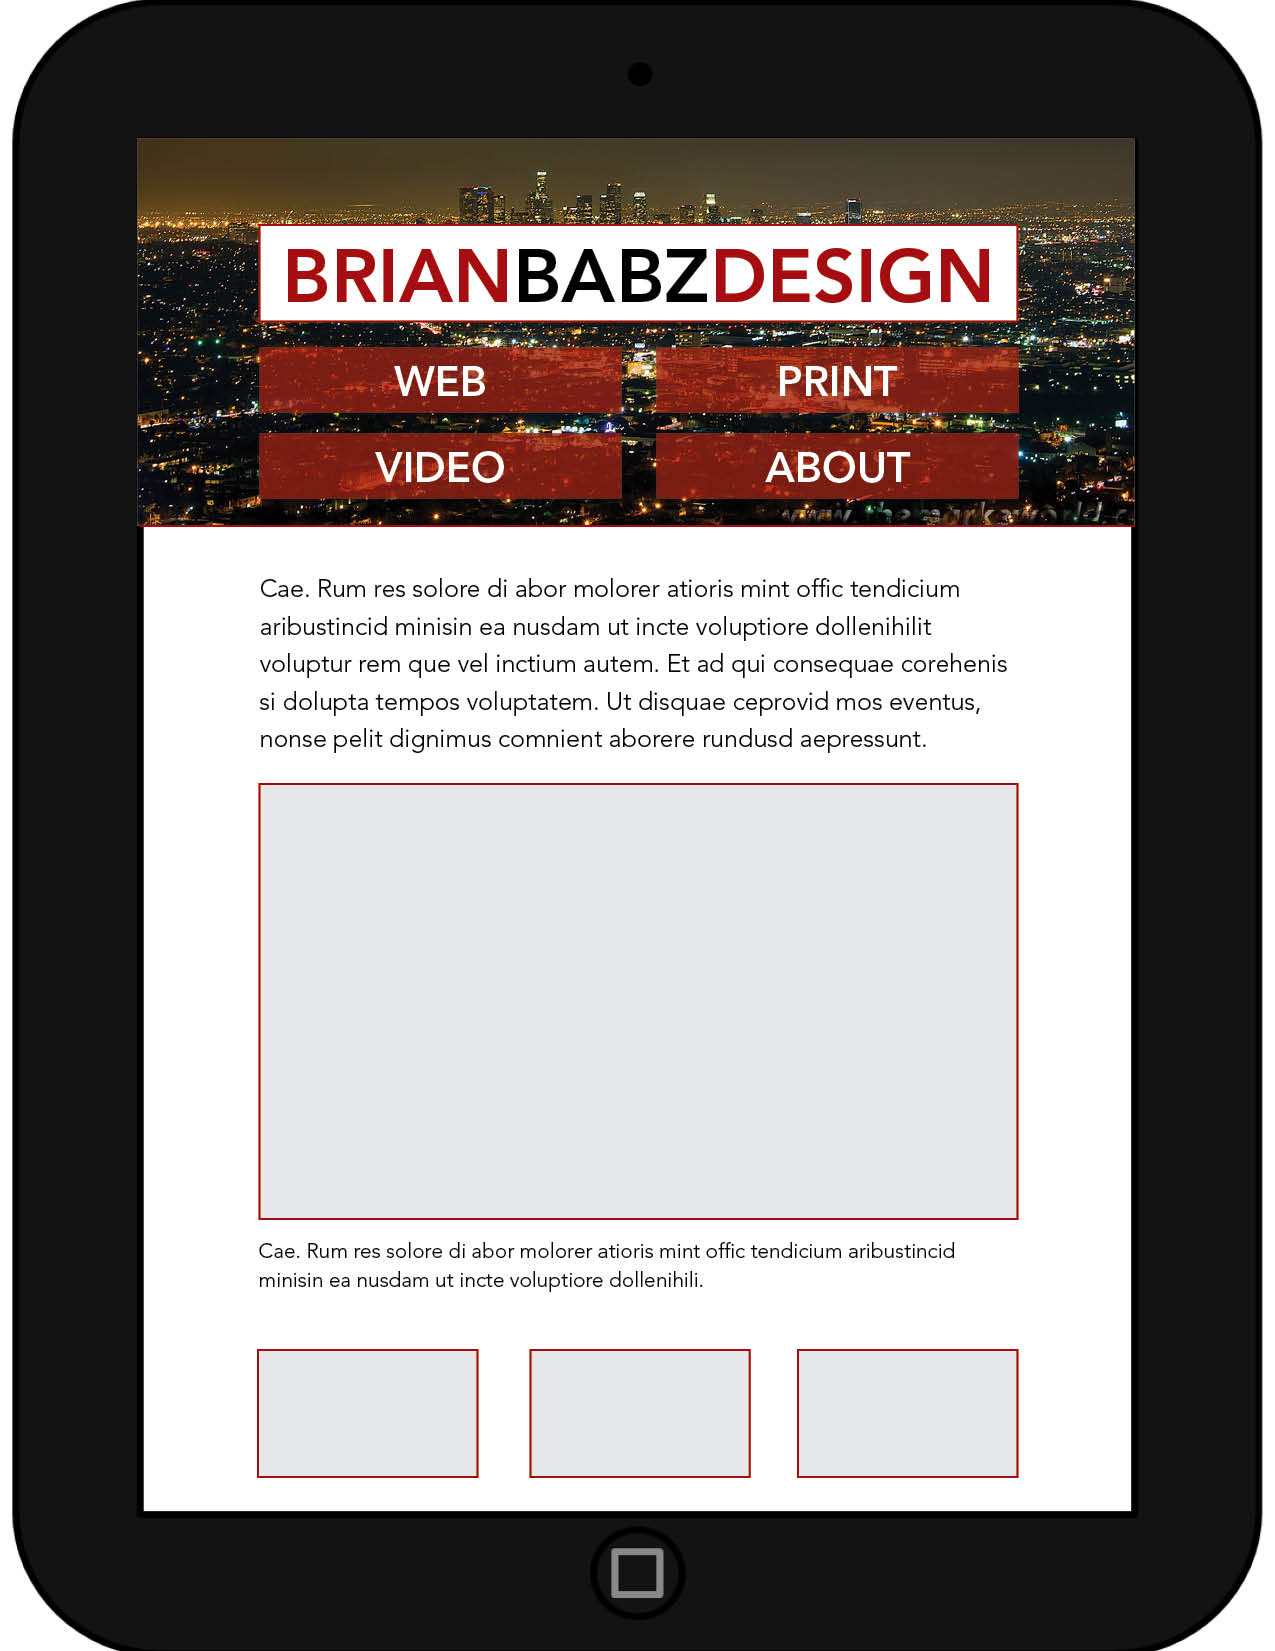 BRIANBABZDESIGN
WEB PRINT
VIDEO ABOUT
Cae. Rum res solore di abor molorer atioris mint offic tendicium
aribustincid minisin ea nusdam ut incte voluptiore dollenihilit
voluptur rem que vel inctium autem. Et ad qui consequae corehenis
si dolupta tempos voluptatem. Ut disquae ceprovid mos eventus,
nonse pelit dignimus comnient aborere rundusd aepressunt.
Cae. Rum res solore di abor molorer atioris mint offic tendicium aribustincid
minisin ea nusdam ut incte voluptiore dollenihili.